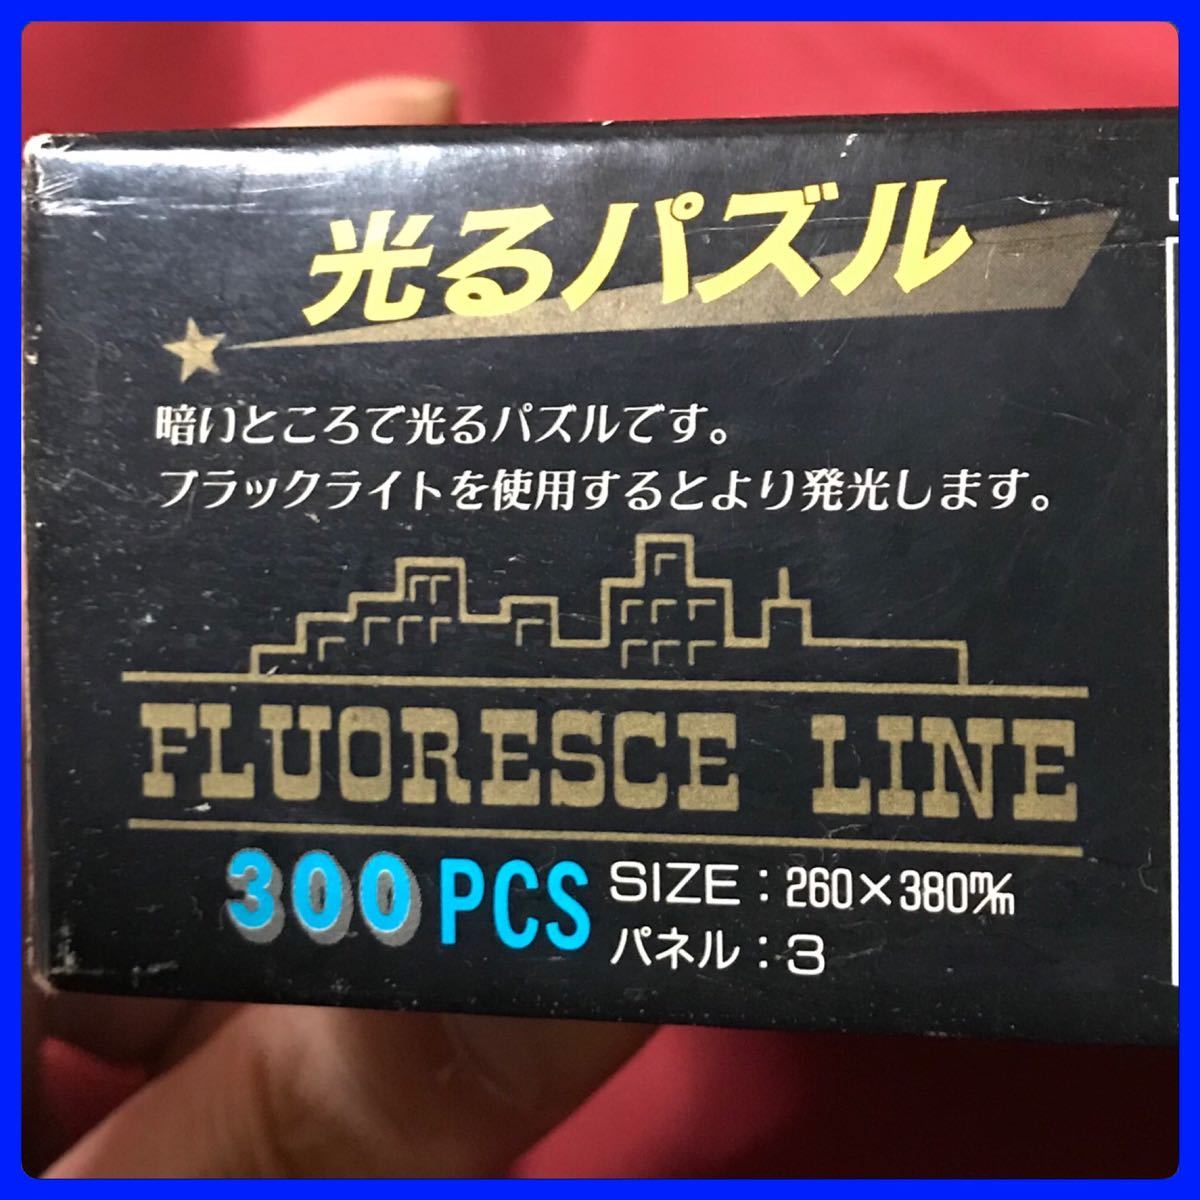 光るパズル
暗いところで光るパズルです。
ブラックライトを使用するとより発光します。
FLUORESCE LINE
300 PCS
SIZE：260×380㎜
パネル：3